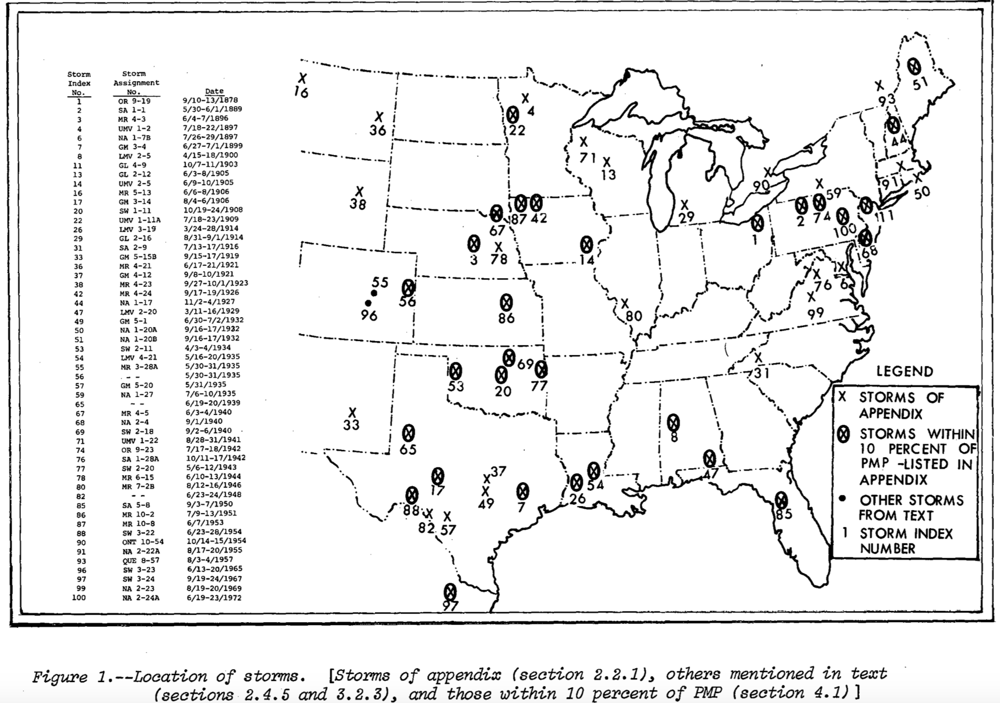 Storm Storm
Index Assignment
No. No. Date
1 OR 9-19 9/10-13/1878
2 SA 1-1 5/30-6/1/1889
3 MR 4-3 6/4-7/1896
4 UMV 1-2 7/18-22/1897
6 NA 1-7B 7/26-29/1897
7 GM 3-4 6/27-7/1/1899
8 LMV 2-5 4/15-18/1900
11 GL 4-9 10/7-11/1903
13 GL 2-12 6/3-8/1905
14 UMV 2-5 6/9-10/1905
16 MR 5-13 6/6-8/1906
17 GM 3-14 8/4-6/1906
20 SW 1-11 10/19-24/1908
22 UMV 1-11A 7/18-23/1909
26 LMV 3-19 3/24-28/1914
29 GL 2-16 8/31-9/1/1914
31 SA 2-9 7/13-17/1916
33 GM 5-15B 9/15-17/1919
36 MR 4-21 6/17-21/1921
37 GM 4-12 9/8-10/1921
38 MR 4-23 9/27-10/1/1923
42 MR 4-24 9/17-19/1926
44 NA 1-17 11/2-4/1927
47 LMV 2-20 3/11-16/1929
49 GM 5-1 6/30-7/2/1932
50 NA 1-20A 9/16-17/1932
51 NA 1-20B 9/16-17/1932
53 SW 2-11 4/3-4/1934
54 LMV 4-21 5/16-20/1935
55 MR 3-28A 5/30-31/1935
56 - - 5/30-31/1935
57 GM 5-20 5/31/1935
59 NA 1-27 7/6-10/1935
65 - - 6/19-20/1939
67 MR 4-5 6/3-4/1940
68 NA 2-4 9/1/1940
69 SW 2-18 9/2-6/1940
71 UMV 1-22 8/28-31/1941
74 OR 9-23 7/17-18/1942
76 SA 1-28A 10/11-17/1942
77 SW 2-20 5/6-12/1943
78 MR 6-15 6/10-13/1944
80 MR 7-2B 8/12-16/1946
82 - - 6/23-24/1948
85 SA 5-8 9/3-7/1950
86 MR 10-2 7/9-13/1951
87 MR 10-8 6/7/1953
88 SW 3-22 6/23-28/1954
90 ONT 10-54 10/14-15/1954
91 NA 2-22A 8/17-20/1955
93 QUE 8-57 8/3-4/1957
96 SW 3-23 6/13-20/1965
97 SW 3-24 9/19-24/1967
99 NA 2-23 8/19-20/1969
100 NA 2-24A 6/19-23/1972
51
16
93
4
36
22
44
71
13
90
91
50
38
59
29
87
42
2
74
11
67
100
1
68
3
78
14
55
76
6
56
96
86
80
99
69
31
53
20
77
33
8
65
37
47
17
54
49
7
26
88
85
82
57
97
LEGEND
X STORMS OF
APPENDIX
STORMS WITHIN
10 PERCENT OF
PMP -LISTED IN
APPENDIX
OTHER STORMS
FROM TEXT
1 STORM INDEX
NUMBER
Figure 1.--Location of storms. [Storms of appendix (section 2.2.1), others mentioned in text
(sections 2.4.5 and 3.2.3), and those within 10 percent of PMP (section 4.1)]